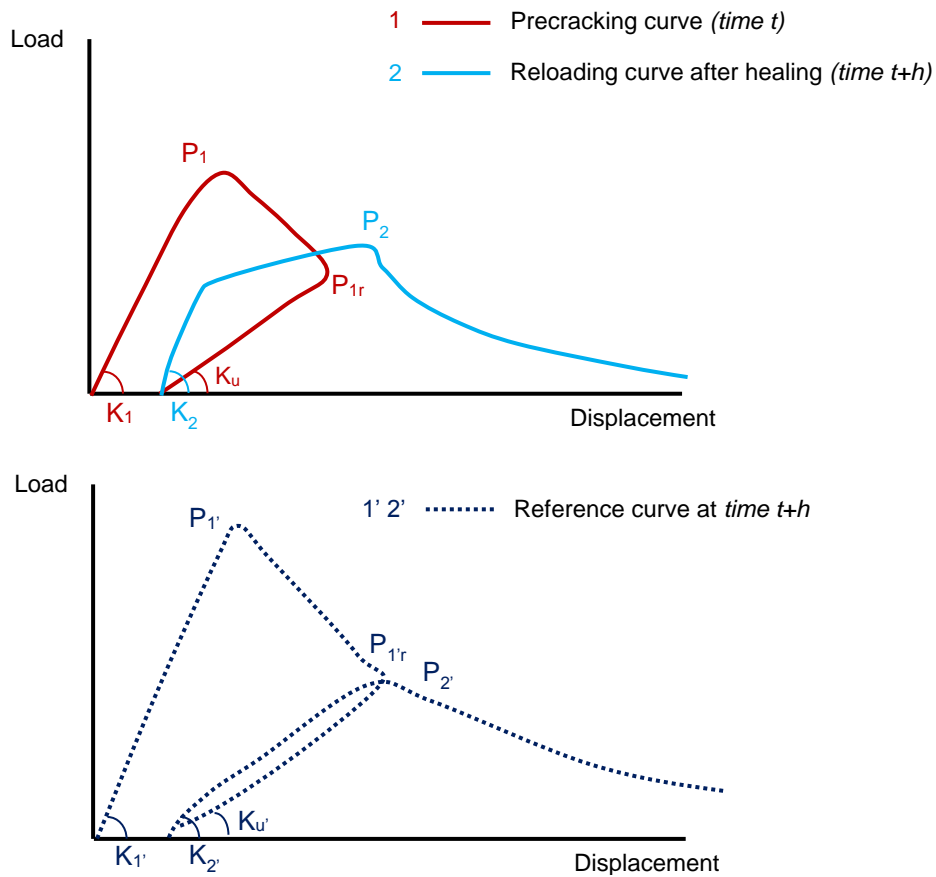 Load
1 Precracking curve (time t)
2 Reloading curve after healing (time t+h)
P1
P2
P1r
Ku
K1
K2
Displacement
Load
1’ 2’ Reference curve at time t+h
P1’
P1’r
P2’
Ku’
K1’
K2’
Displacement